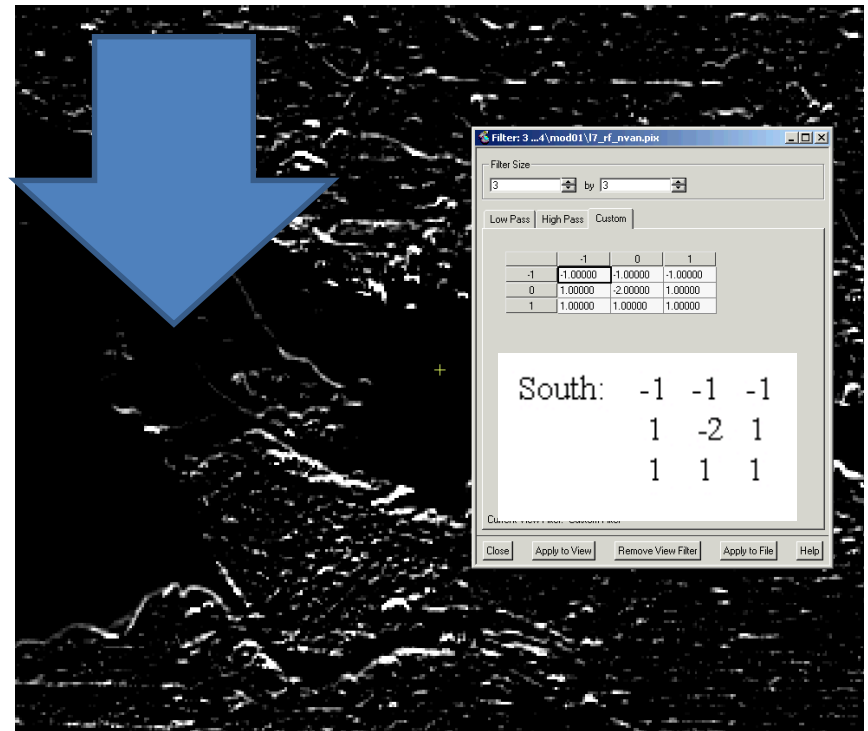 Filter: 3 ...4\mod01\l7_rf_nvan.pix
Filter Size
3 by 3
Low Pass High Pass Custom
-1 0 1
-1 -1.00000 -1.00000 -1.00000
0 1.00000 -2.00000 1.00000
1 1.00000 1.00000 1.00000
South: -1 -1 -1
1 -2 1
1 1 1
Close Apply to View Remove View Filter Apply to File Help